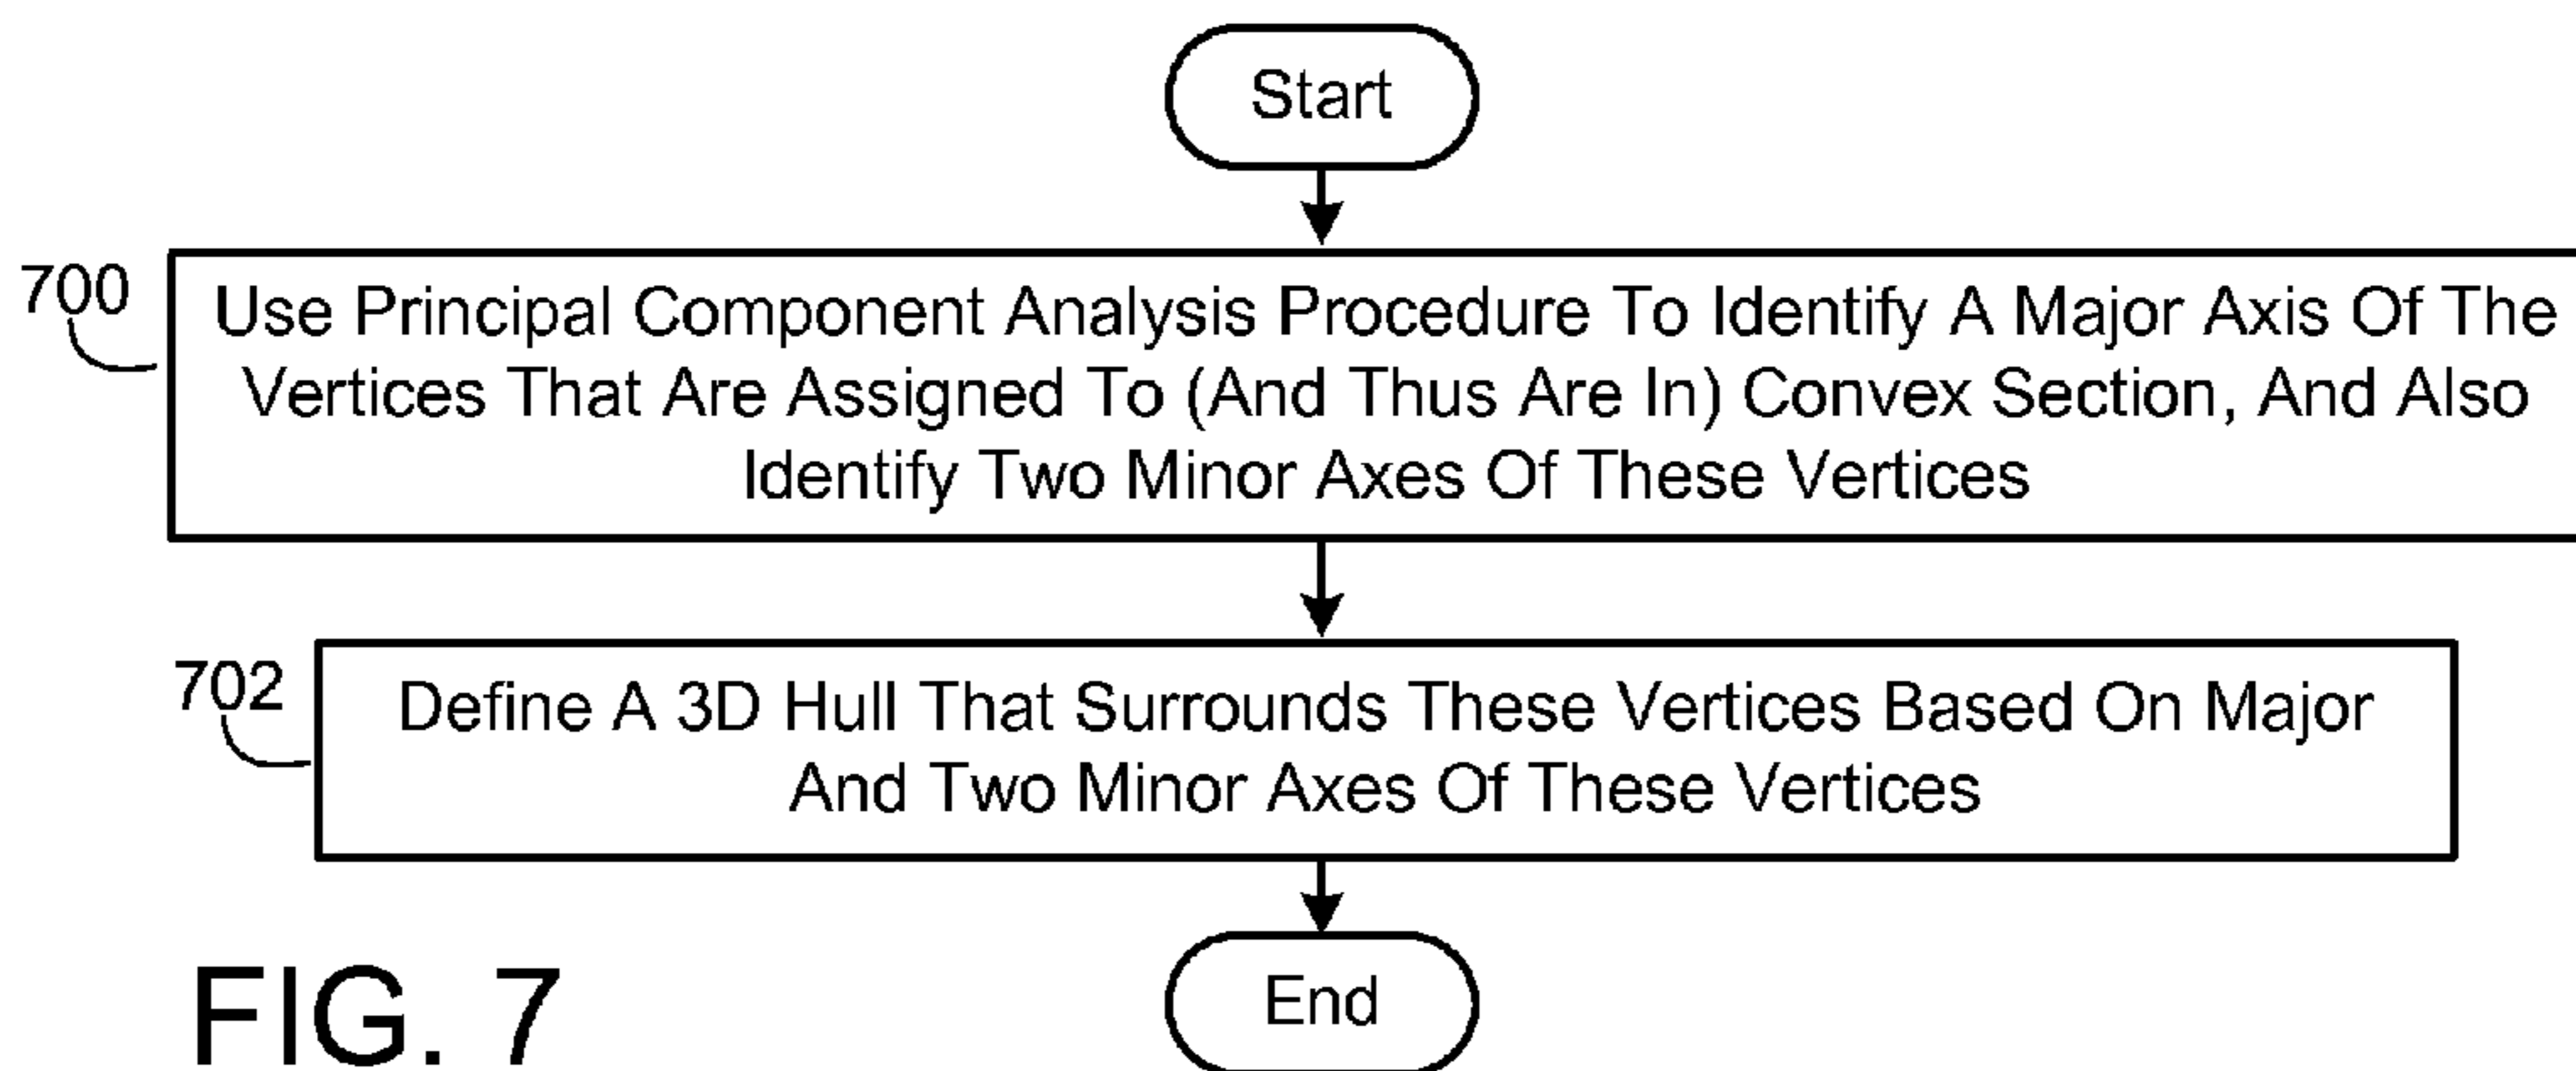 Start
700
Use Principal Component Analysis Procedure To Identify A Major Axis Of The
Vertices That Are Assigned To (And Thus Are In) Convex Section, And Also
Identify Two Minor Axes Of These Vertices
702
Define A 3D Hull That Surrounds These Vertices Based On Major
And Two Minor Axes Of These Vertices
End
FIG. 7